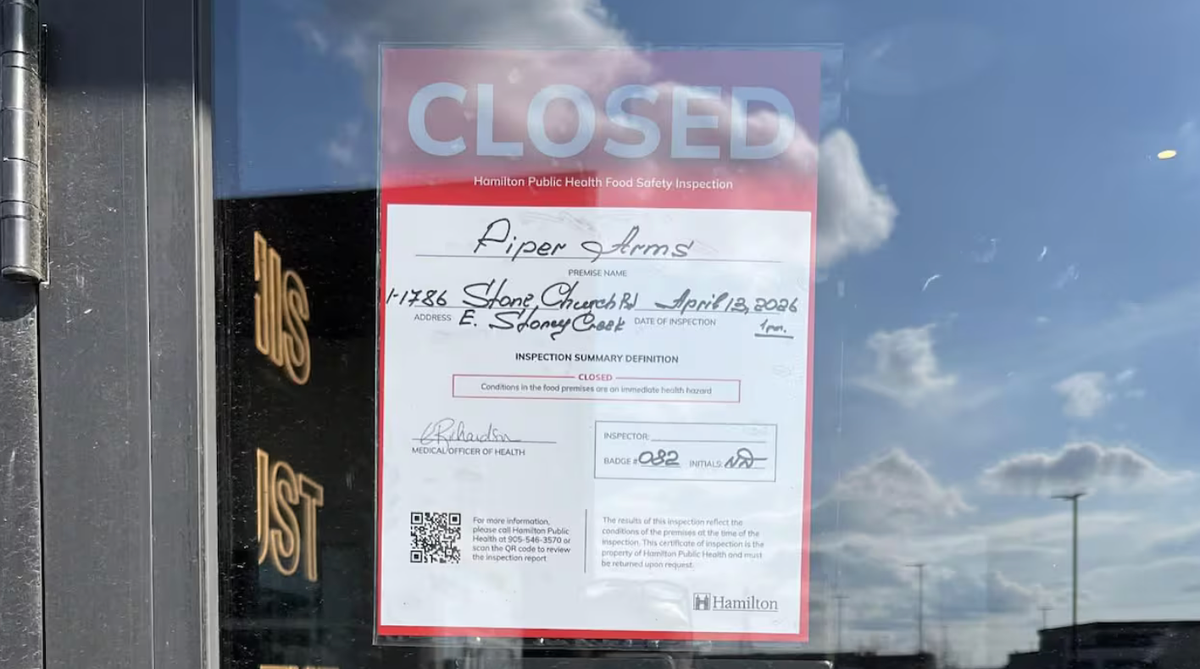 CLOSED
Hamilton Public Health Food Safety Inspection
Piper Arms
PREMISE NAME
1-1786 Stone Church Rd April 13, 2026
ADDRESS E. Stoney Creek DATE OF INSPECTION 1pm.
INSPECTION SUMMARY DEFINITION
CLOSED
Conditions in the food premises are an immediate health hazard
CRichardson
MEDICAL OFFICER OF HEALTH
INSPECTOR:
BADGE # 082 INITIALS: ND
For more information,
please call Hamilton Public
Health at 905-546-3570 or
scan the QR code to review
the inspection report
The results of this inspection reflect the
conditions of the premises at the time of the
inspection. This certificate of inspection is the
property of Hamilton Public Health and must
be returned upon request.
Hamilton